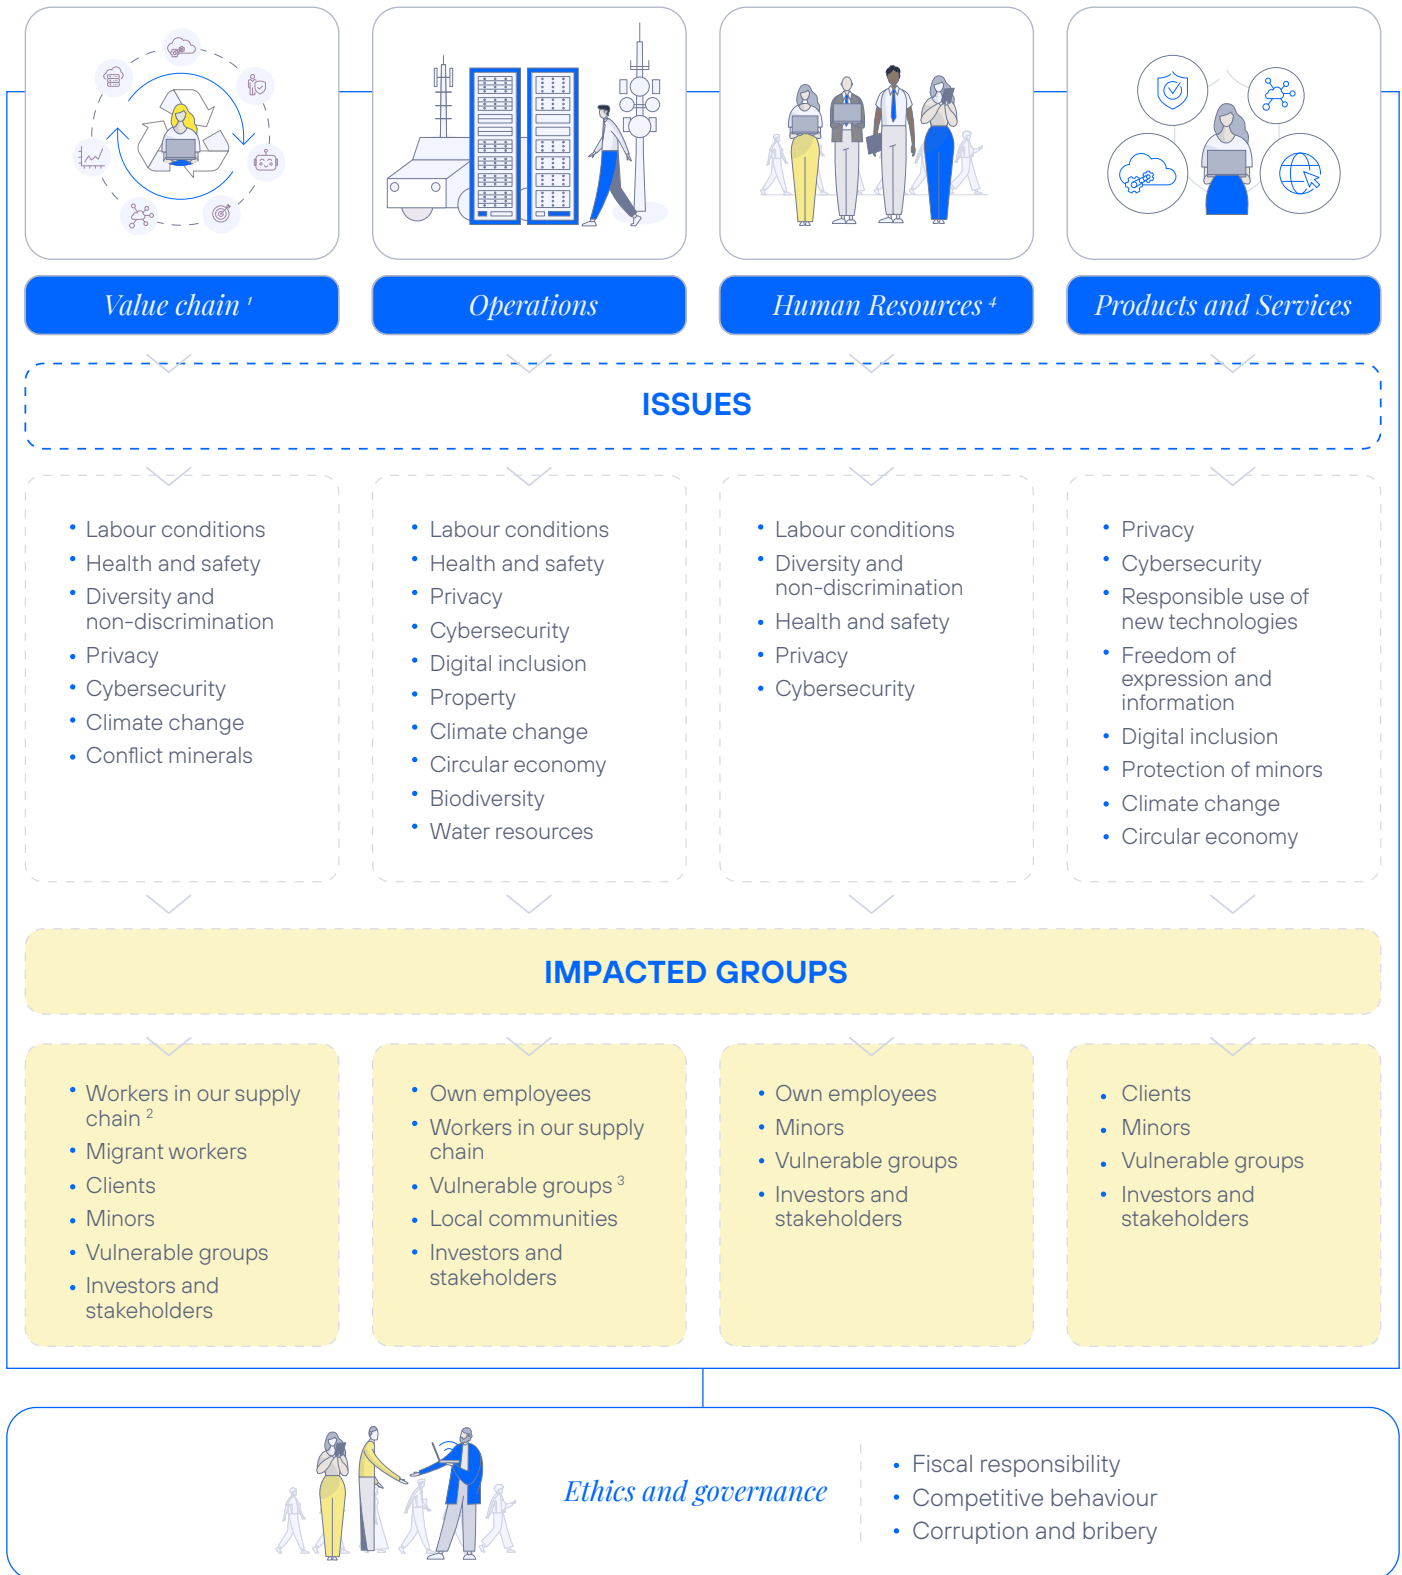 Value chain ¹
Operations
Human Resources ⁴
Products and Services
ISSUES
• Labour conditions
• Health and safety
• Diversity and
non-discrimination
• Privacy
• Cybersecurity
• Climate change
• Conflict minerals
• Labour conditions
• Health and safety
• Privacy
• Cybersecurity
• Digital inclusion
• Property
• Climate change
• Circular economy
• Biodiversity
• Water resources
• Labour conditions
• Diversity and
non-discrimination
• Health and safety
• Privacy
• Cybersecurity
• Privacy
• Cybersecurity
• Responsible use of
new technologies
• Freedom of
expression and
information
• Digital inclusion
• Protection of minors
• Climate change
• Circular economy
IMPACTED GROUPS
• Workers in our supply
chain ²
• Migrant workers
• Clients
• Minors
• Vulnerable groups
• Investors and
stakeholders
• Own employees
• Workers in our supply
chain
• Vulnerable groups ³
• Local communities
• Investors and
stakeholders
• Own employees
• Minors
• Vulnerable groups
• Investors and
stakeholders
• Clients
• Minors
• Vulnerable groups
• Investors and
stakeholders
Ethics and governance
• Fiscal responsibility
• Competitive behaviour
• Corruption and bribery